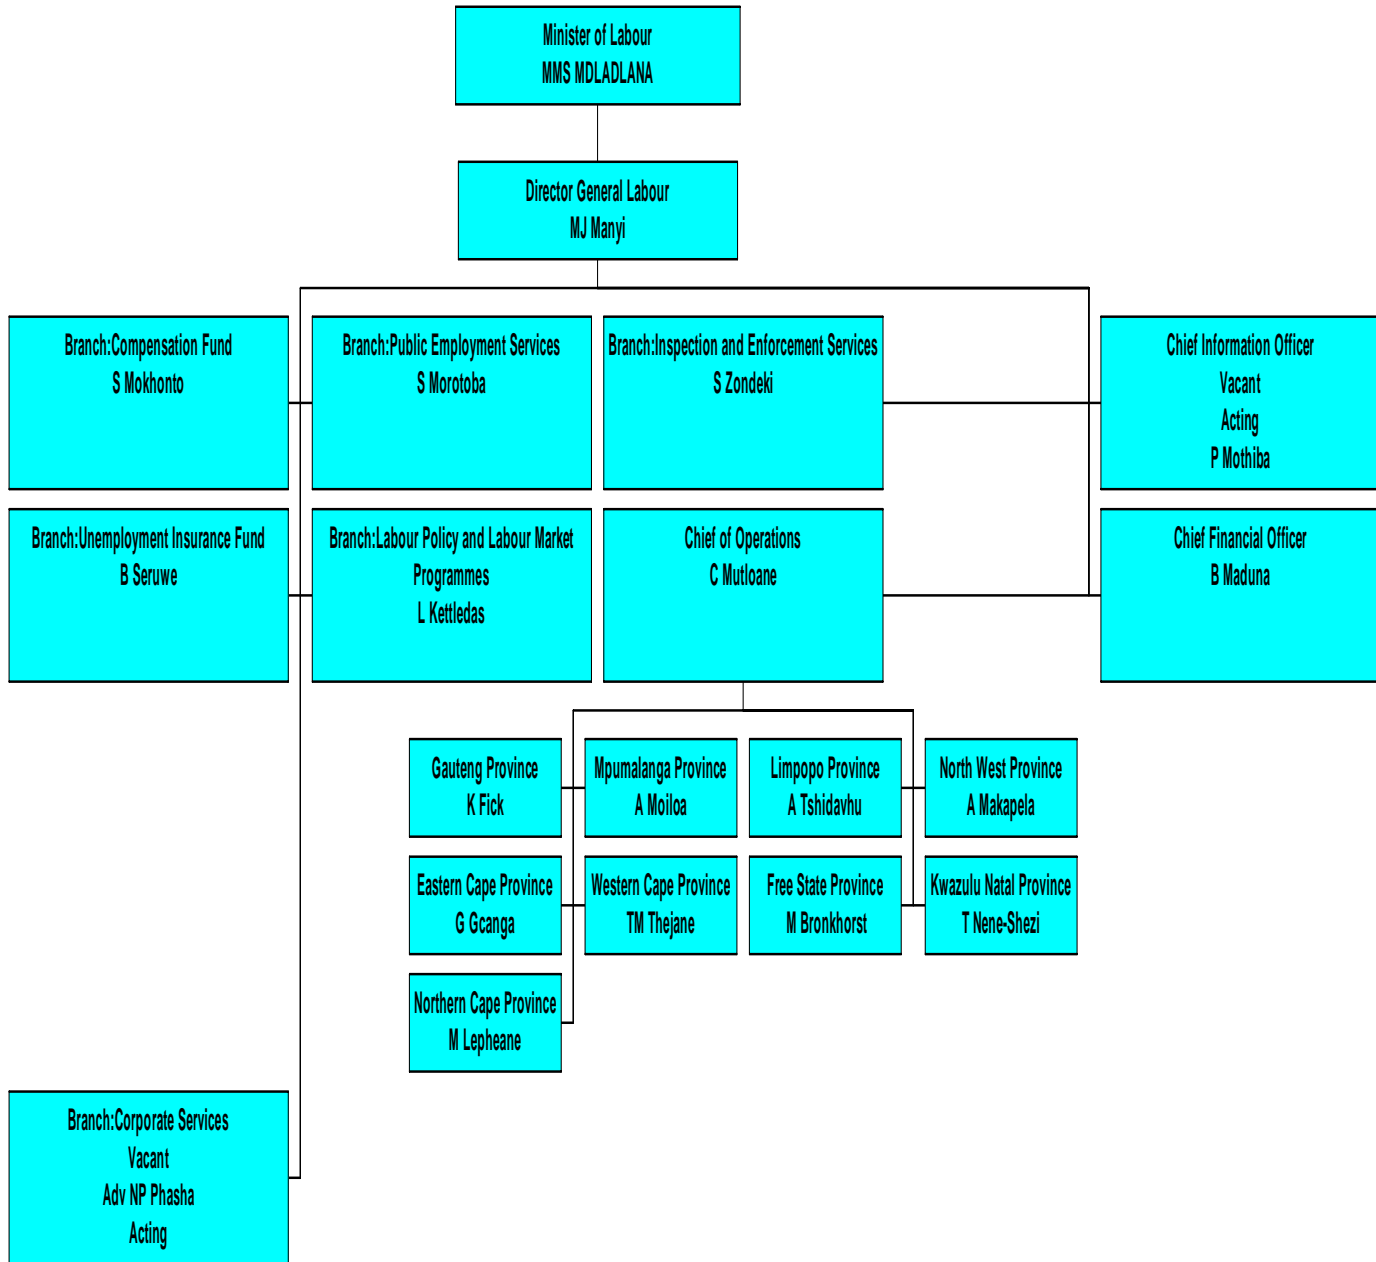 Minister of Labour
MMS MDLADLANA
Director General Labour
MJ Manyi
Branch:Compensation Fund
S Mokhonto
Branch:Public Employment Services
S Morotoba
Branch:Inspection and Enforcement Services
S Zondeki
Chief Information Officer
Vacant
Acting
P Mothiba
Branch:Unemployment Insurance Fund
B Seruwe
Branch:Labour Policy and Labour Market
Programmes
L Kettledas
Chief of Operations
C Mutloane
Chief Financial Officer
B Maduna
Gauteng Province
K Fick
Mpumalanga Province
A Moiloa
Limpopo Province
A Tshidavhu
North West Province
A Makapela
Eastern Cape Province
G Gcanga
Western Cape Province
TM Thejane
Free State Province
M Bronkhorst
Kwazulu Natal Province
T Nene-Shezi
Northern Cape Province
M Lepheane
Branch:Corporate Services
Vacant
Adv NP Phasha
Acting